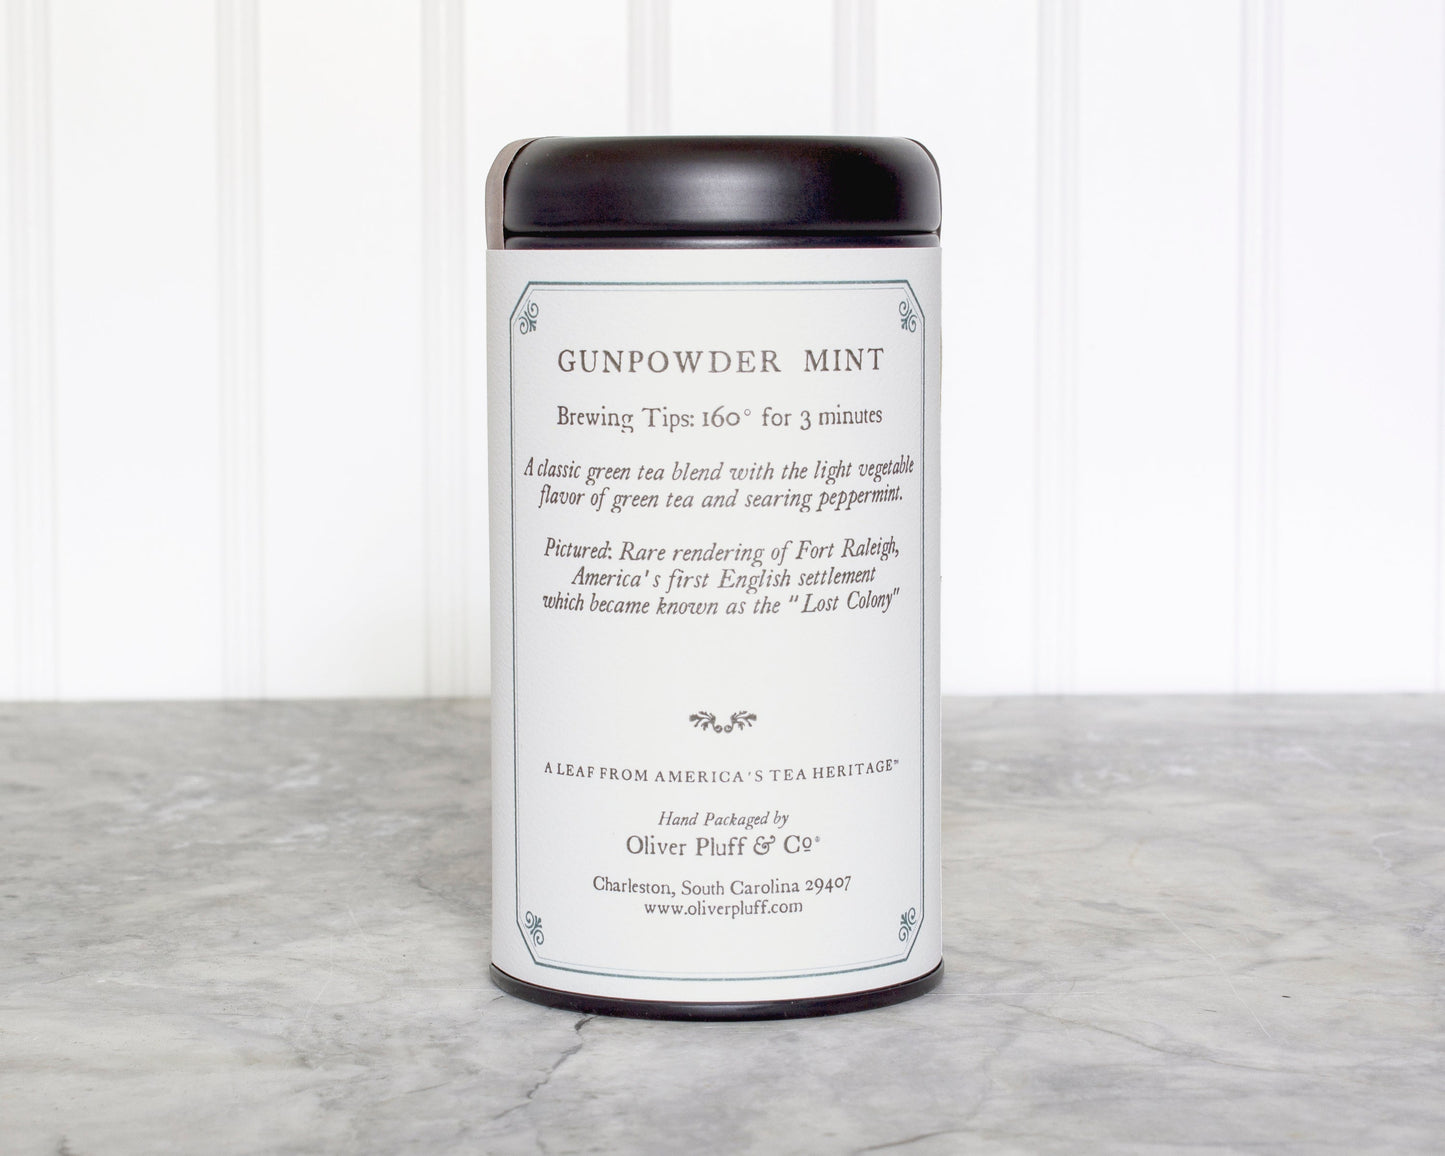 GUNPOWDER MINT
Brewing Tips: 160° for 3 minutes
A classic green tea blend with the light vegetable
flavor of green tea and searing peppermint.
Pictured: Rare rendering of Fort Raleigh,
America's first English settlement
which became known as the "Lost Colony"
A LEAF FROM AMERICA'S TEA HERITAGE™
Hand Packaged by
Oliver Pluff & Co®
Charleston, South Carolina 29407
www.oliverpluff.com